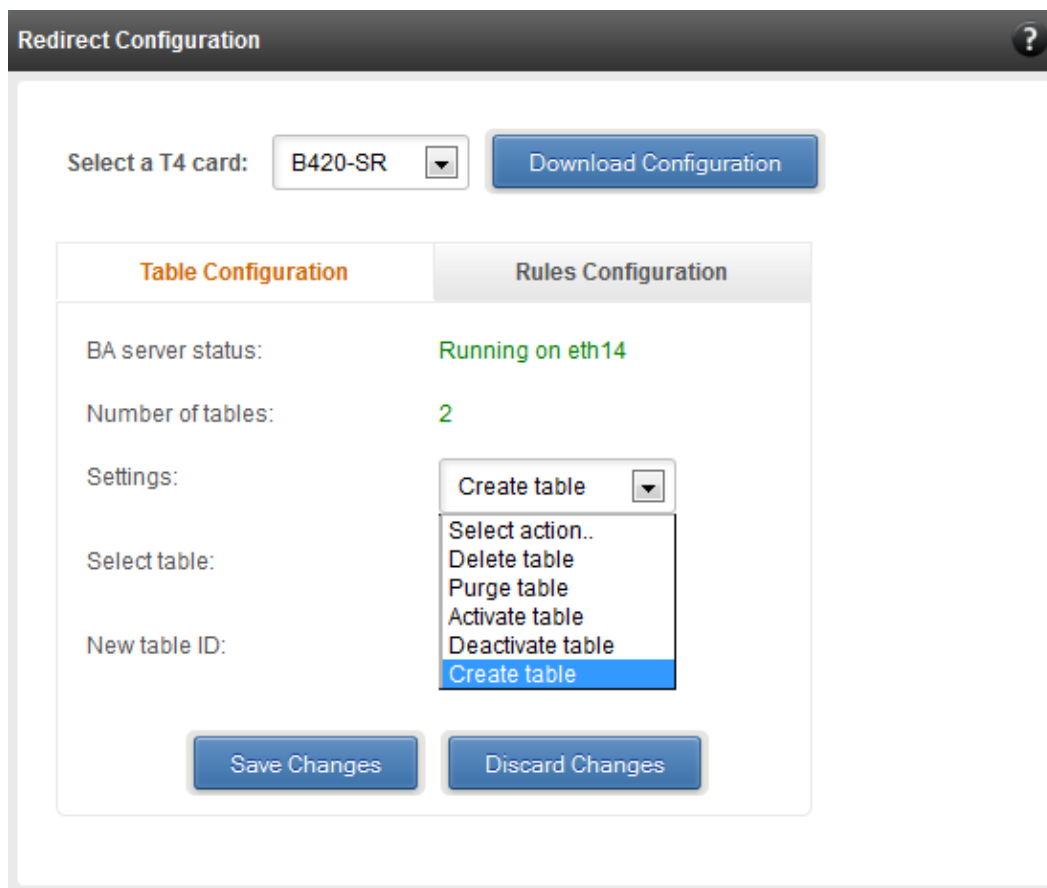 Redirect Configuration ?
Select a T4 card: B420-SR Download Configuration
Table Configuration Rules Configuration
BA server status: Running on eth14
Number of tables: 2
Settings: Create table
Select action..
Delete table
Select table:
Purge table
Activate table
New table ID: Deactivate table
Create table
Save Changes Discard Changes